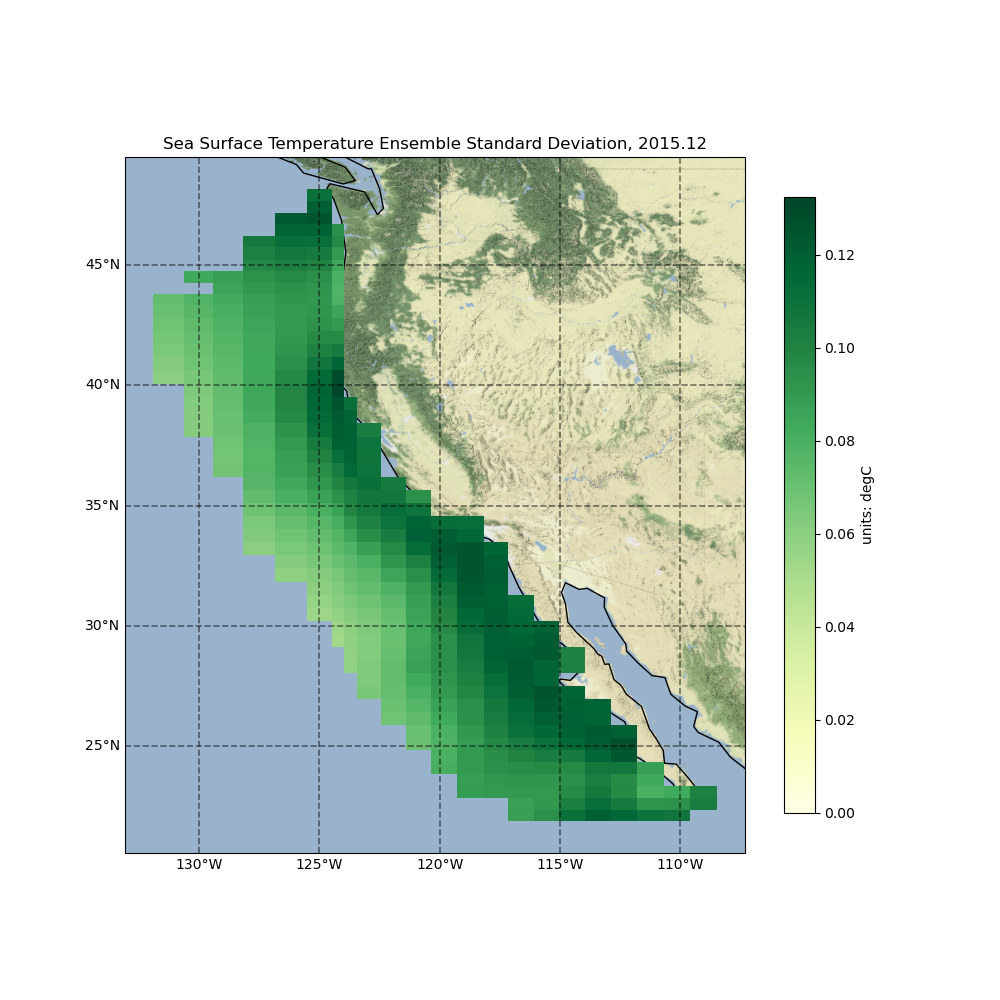 Sea Surface Temperature Ensemble Standard Deviation, 2015.12
45°N
40°N
35°N
30°N
25°N
130°W
125°W
120°W
115°W
110°W
0.12
0.10
0.08
0.06
0.04
0.02
0.00
units: degC